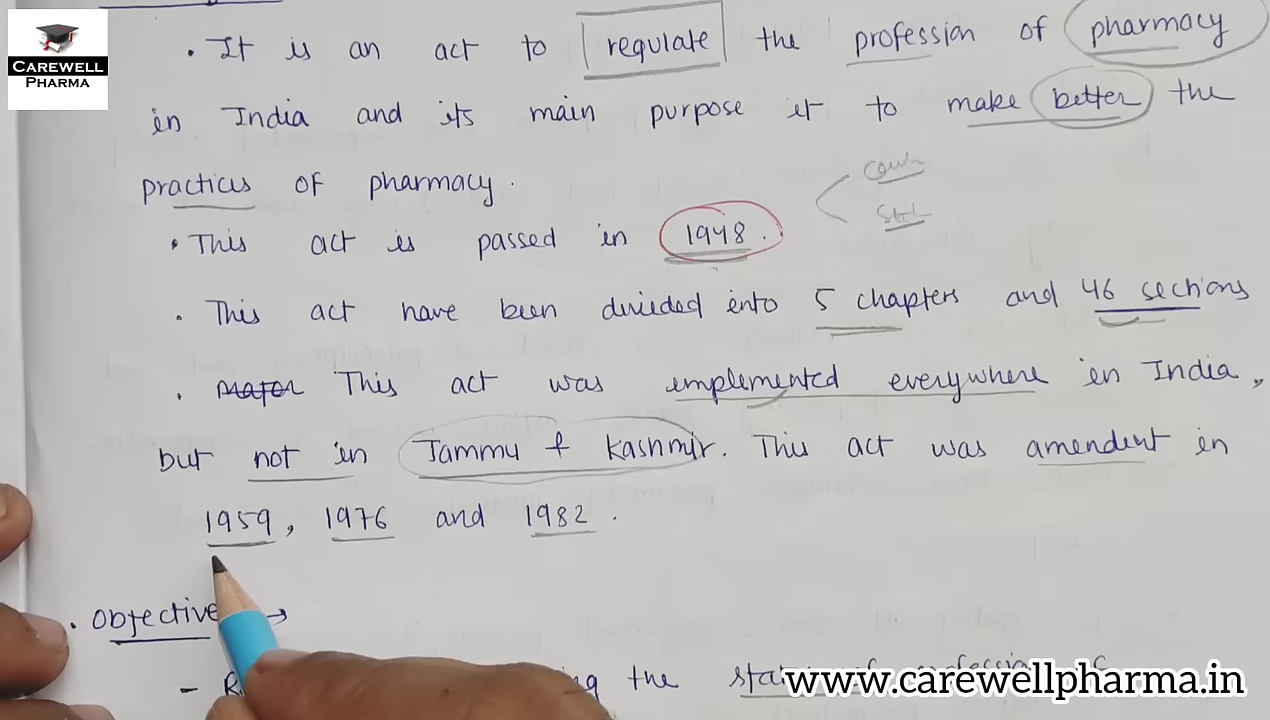 CAREWELL
PHARMA
• It is an act to regulate the profession of pharmacy
in India and its main purpose it to make better the
practices of pharmacy.
• This act is passed in 1948.
• This act have been divieded into 5 chapters and 46 sections
• This act was implemented everywhere in India,
but not in Jammu & Kashmir. This act was amendent in
1959, 1976 and 1982.
• Objective →
- the
www.carewellpharma.in